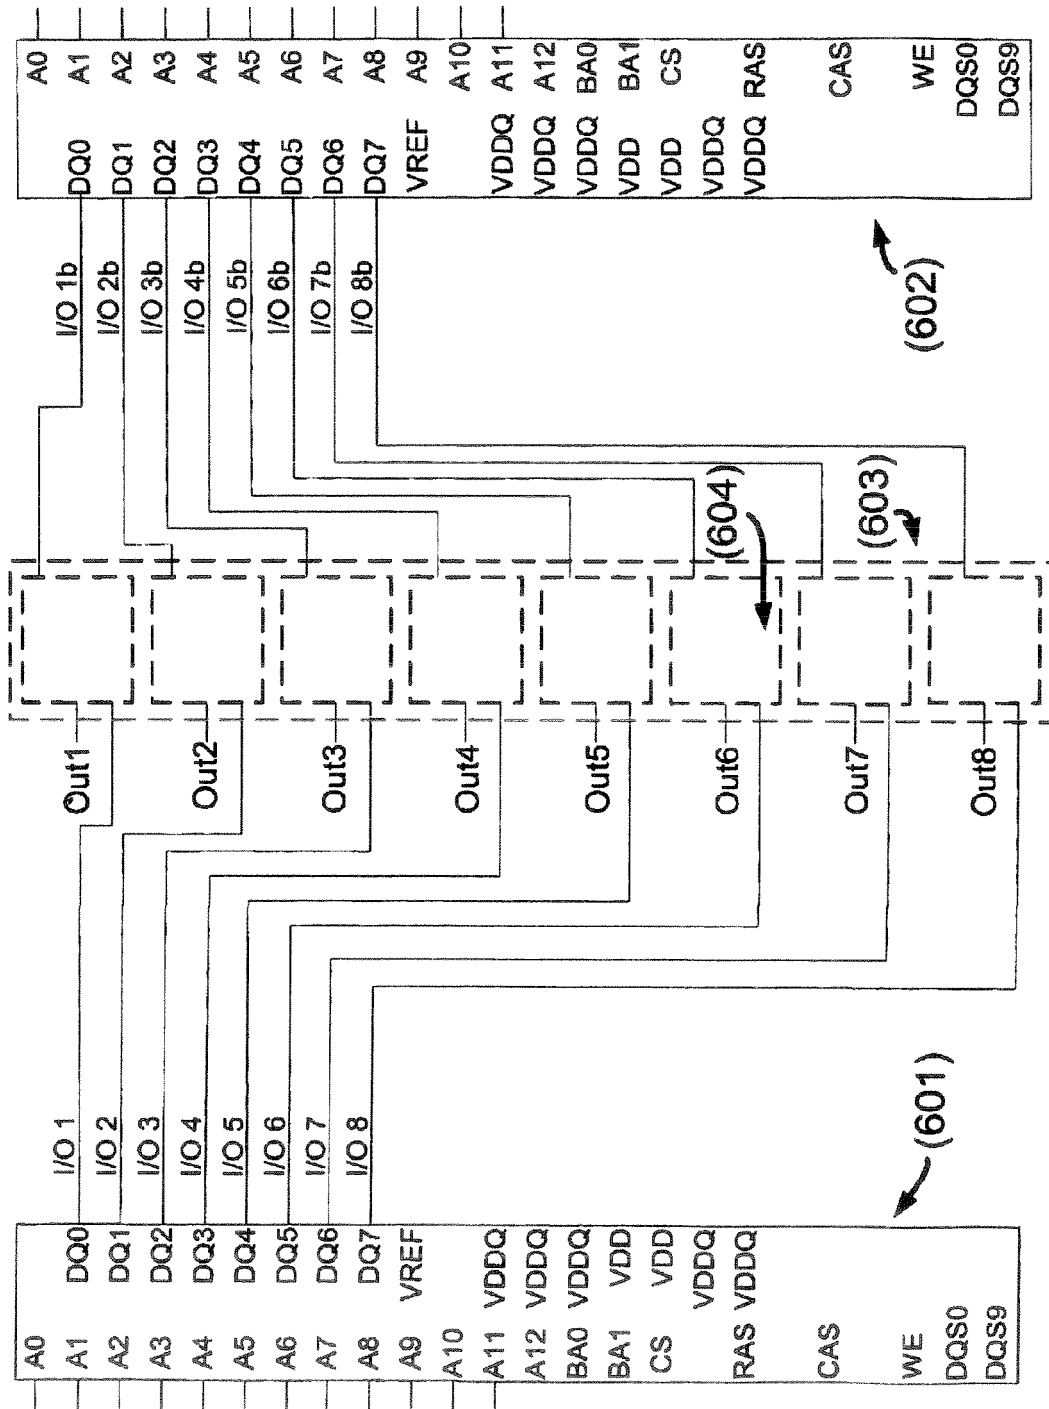 A0
A1
A2
A3
A4
A5
A6
A7
A8
A9
A10
A11
A12
BA0
BA1
CS
RAS
CAS
WE
DQS0
DQS9
DQ0
DQ1
DQ2
DQ3
DQ4
DQ5
DQ6
DQ7
VREF
VDDQ
VDDQ
VDDQ
VDD
VDD
VDDQ
VDDQ
I/O 1b
I/O 2b
I/O 3b
I/O 4b
I/O 5b
I/O 6b
I/O 7b
I/O 8b
(602)
(604)
(603)
Out1
Out2
Out3
Out4
Out5
Out6
Out7
Out8
I/O 1
I/O 2
I/O 3
I/O 4
I/O 5
I/O 6
I/O 7
I/O 8
(601)
DQ0
DQ1
DQ2
DQ3
DQ4
DQ5
DQ6
DQ7
VREF
VDDQ
VDDQ
VDDQ
VDD
VDD
VDDQ
VDDQ
A0
A1
A2
A3
A4
A5
A6
A7
A8
A9
A10
A11
A12
BA0
BA1
CS
RAS
CAS
WE
DQS0
DQS9